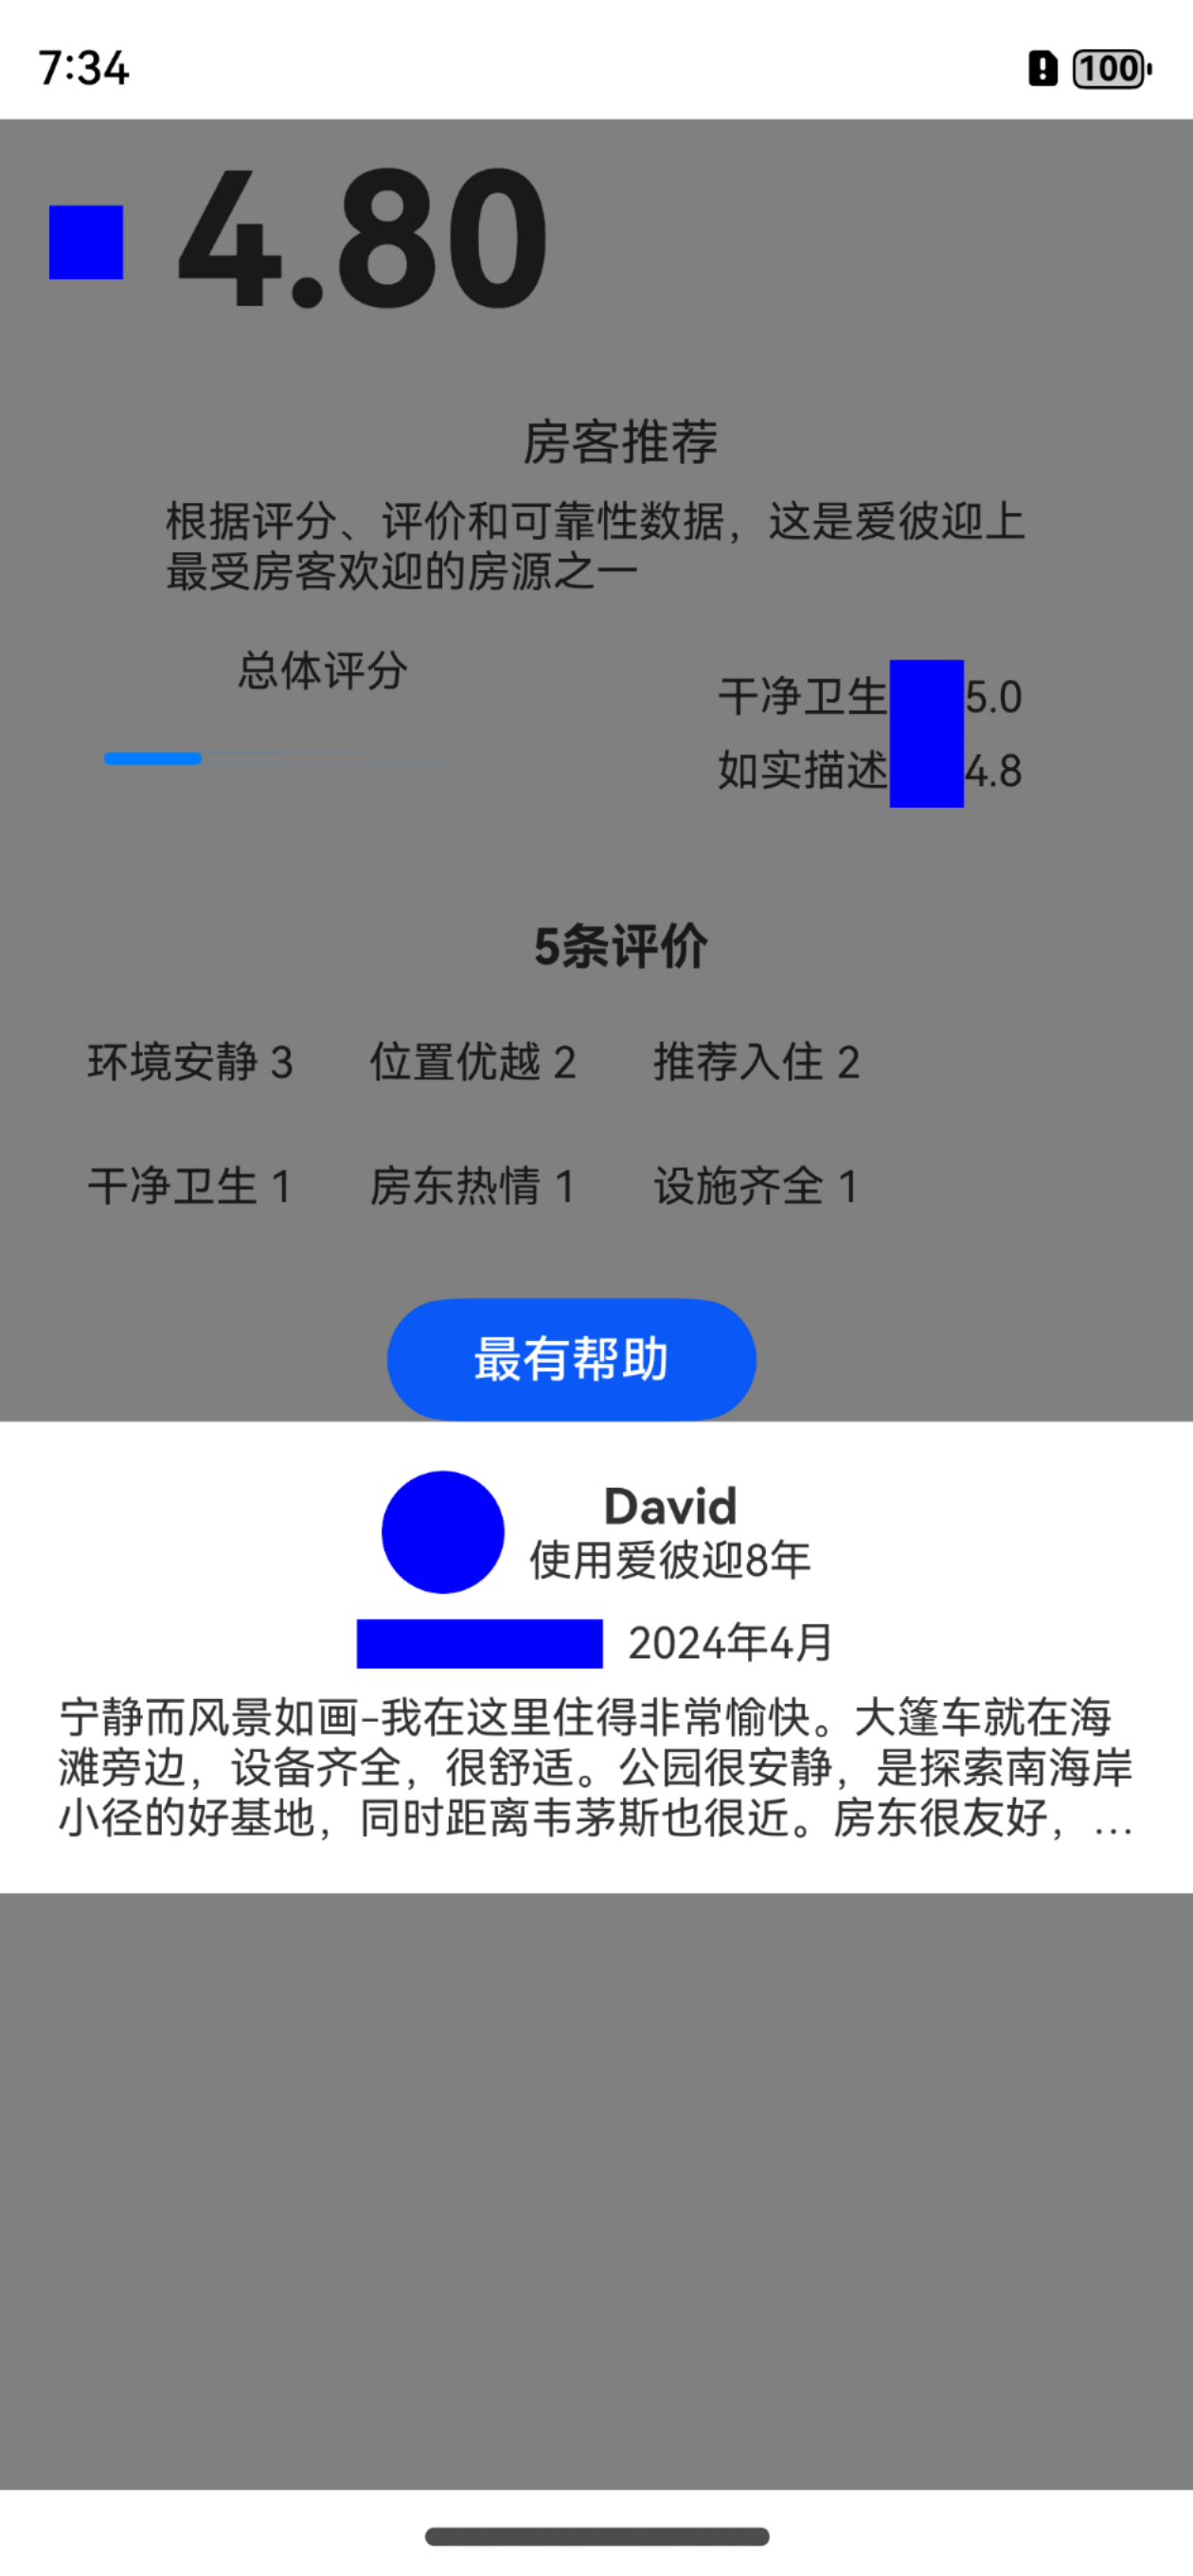 7:34
100
4.80
房客推荐
根据评分、评价和可靠性数据，这是爱彼迎上
最受房客欢迎的房源之一
总体评分
干净卫生 5.0
如实描述 4.8
5条评价
环境安静 3 位置优越 2 推荐入住 2
干净卫生 1 房东热情 1 设施齐全 1
最有帮助
David
使用爱彼迎8年
2024年4月
宁静而风景如画-我在这里住得非常愉快。大篷车就在海
滩旁边，设备齐全，很舒适。公园很安静，是探索南海岸
小径的好基地，同时距离韦茅斯也很近。房东很友好，…